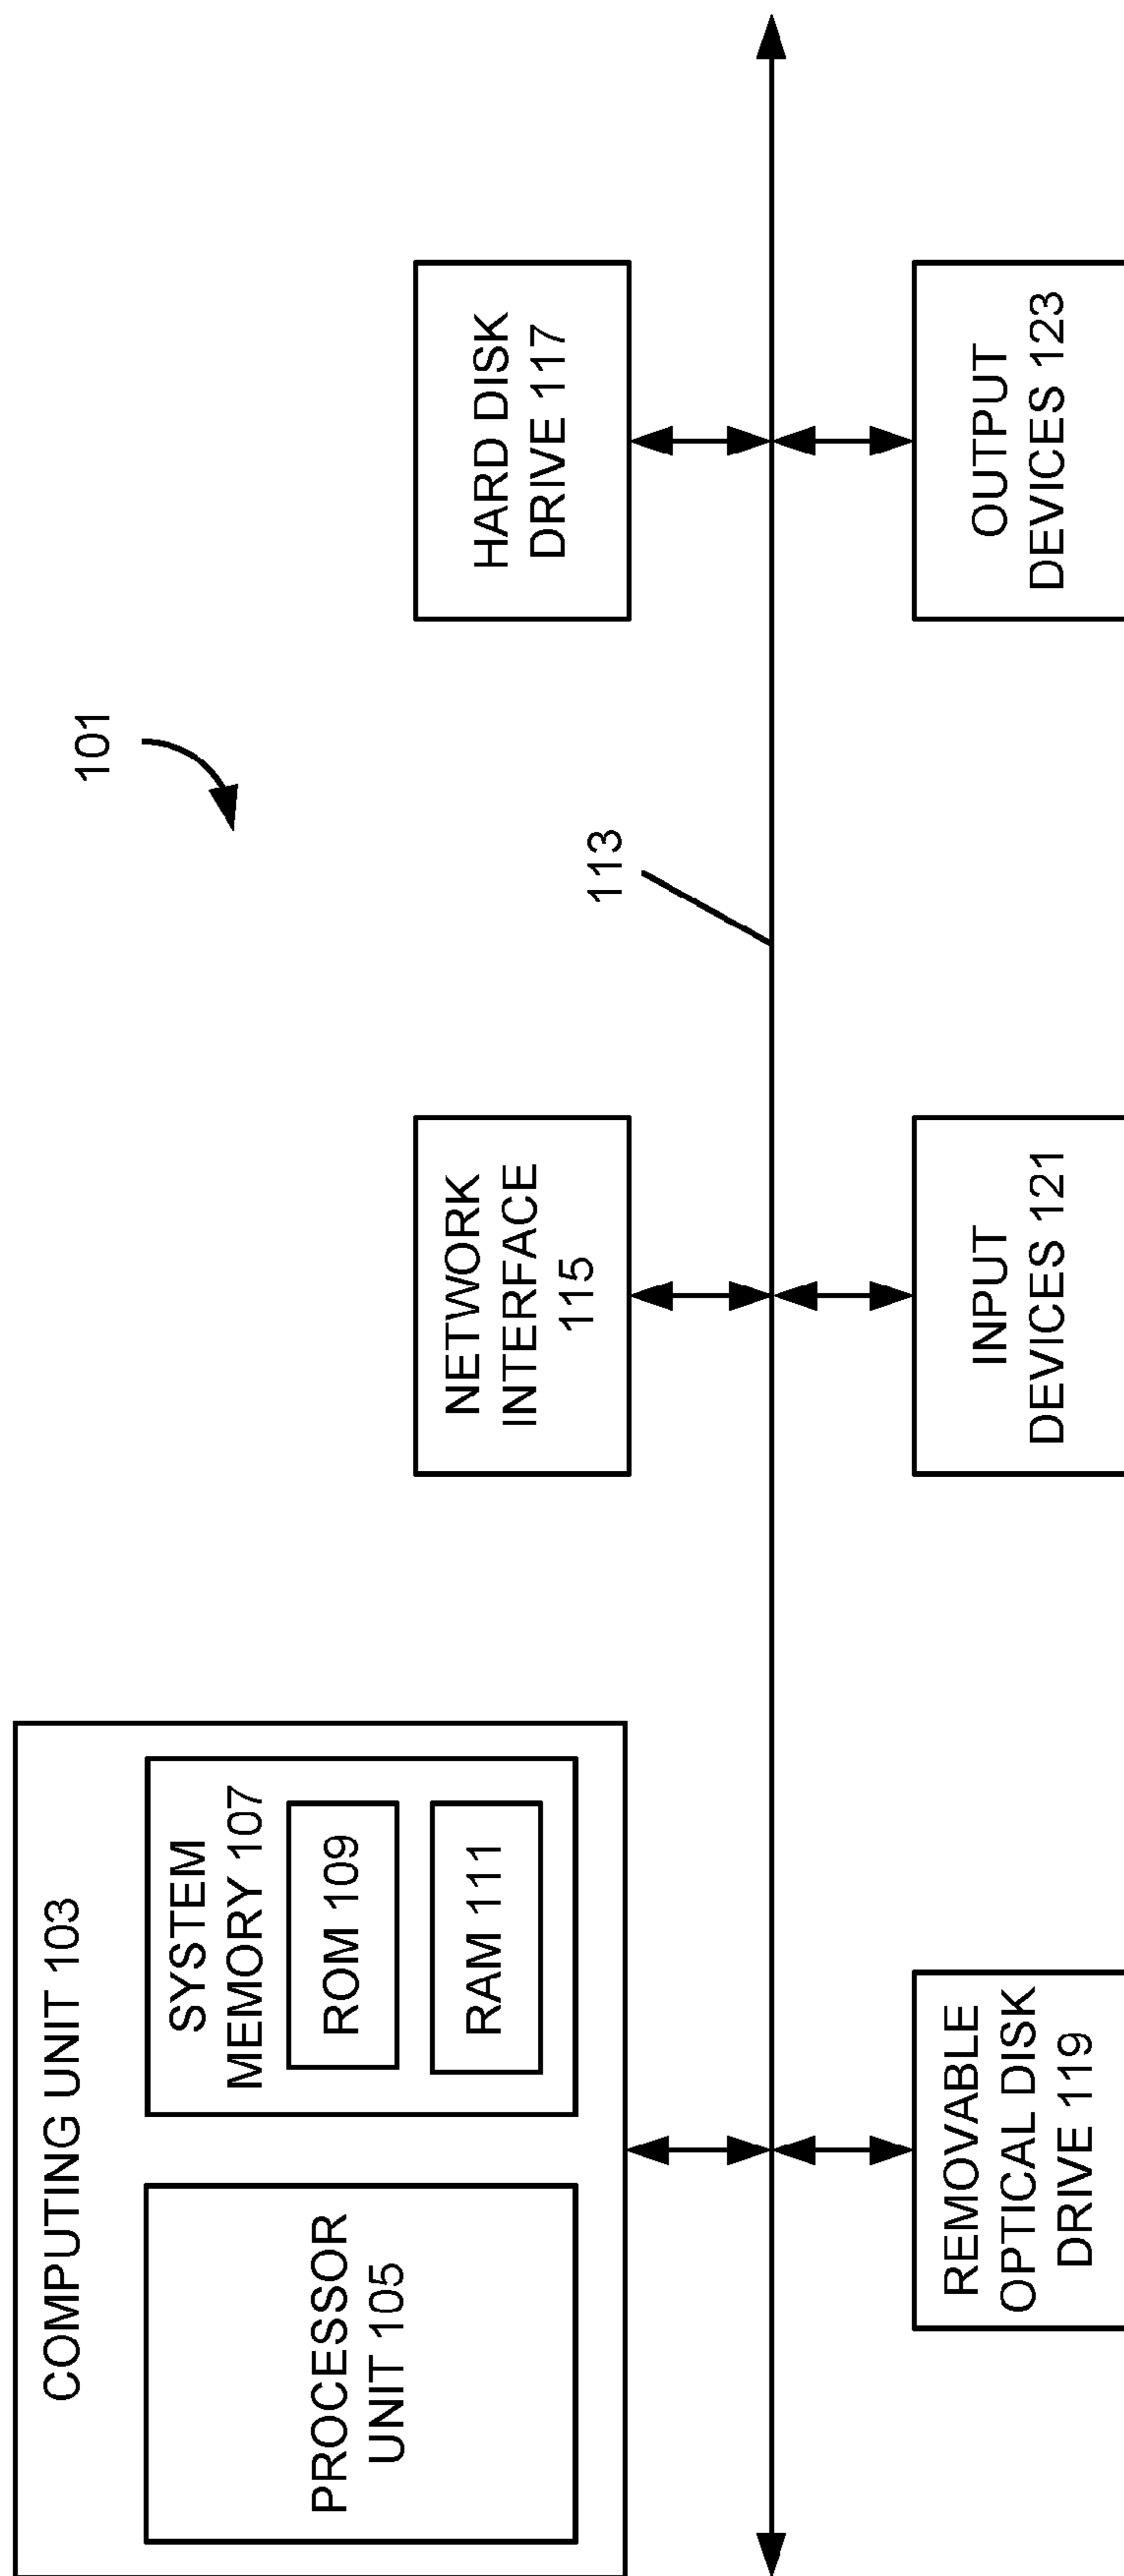 101
COMPUTING UNIT 103
PROCESSOR
UNIT 105
SYSTEM
MEMORY 107
ROM 109
RAM 111
NETWORK
INTERFACE
115
HARD DISK
DRIVE 117
113
REMOVABLE
OPTICAL DISK
DRIVE 119
INPUT
DEVICES 121
OUTPUT
DEVICES 123